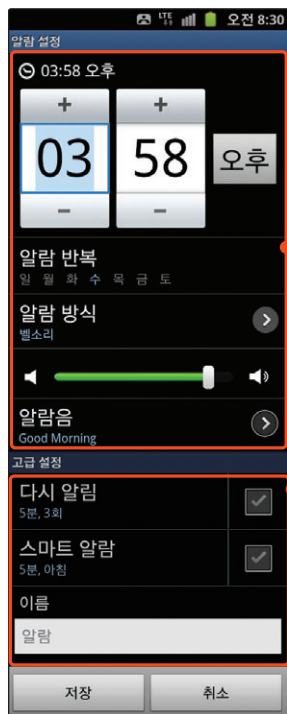 LTE 오전 8:30
알람 설정
03:58 오후
+ +
03 58 오후
- -
알람 반복
일 월 화 수 목 금 토
알람 방식
벨소리
알람음
Good Morning
고급 설정
다시 알림
5분, 3회
스마트 알람
5분, 아침
이름
알람
저장 취소